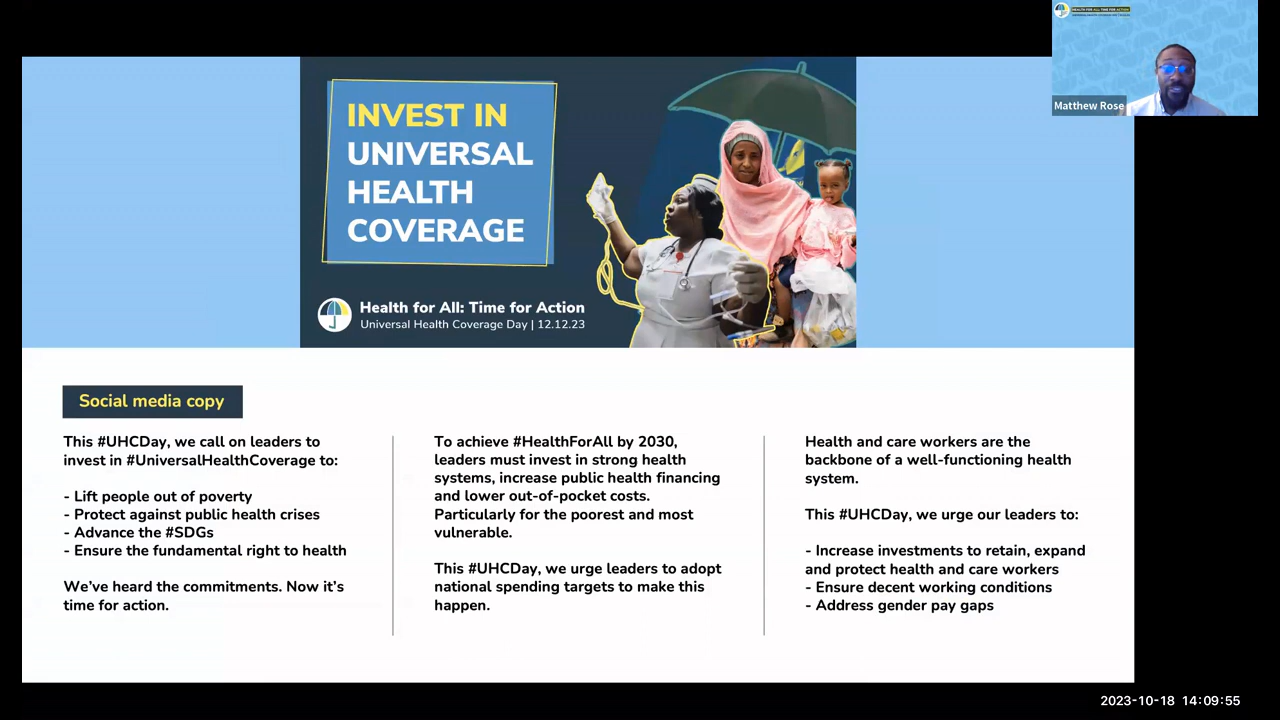 INVEST IN
UNIVERSAL
HEALTH
COVERAGE
Health for All: Time for Action
Universal Health Coverage Day | 12.12.23
HEALTH FOR ALL: TIME FOR ACTION
Matthew Rose
Social media copy
This #UHCDay, we call on leaders to
invest in #UniversalHealthCoverage to:
- Lift people out of poverty
- Protect against public health crises
- Advance the #SDGs
- Ensure the fundamental right to health
We’ve heard the commitments. Now it’s
time for action.
To achieve #HealthForAll by 2030,
leaders must invest in strong health
systems, increase public health financing
and lower out-of-pocket costs.
Particularly for the poorest and most
vulnerable.
This #UHCDay, we urge leaders to adopt
national spending targets to make this
happen.
Health and care workers are the
backbone of a well-functioning health
system.
This #UHCDay, we urge our leaders to:
- Increase investments to retain, expand
and protect health and care workers
- Ensure decent working conditions
- Address gender pay gaps
2023-10-18 14:09:55